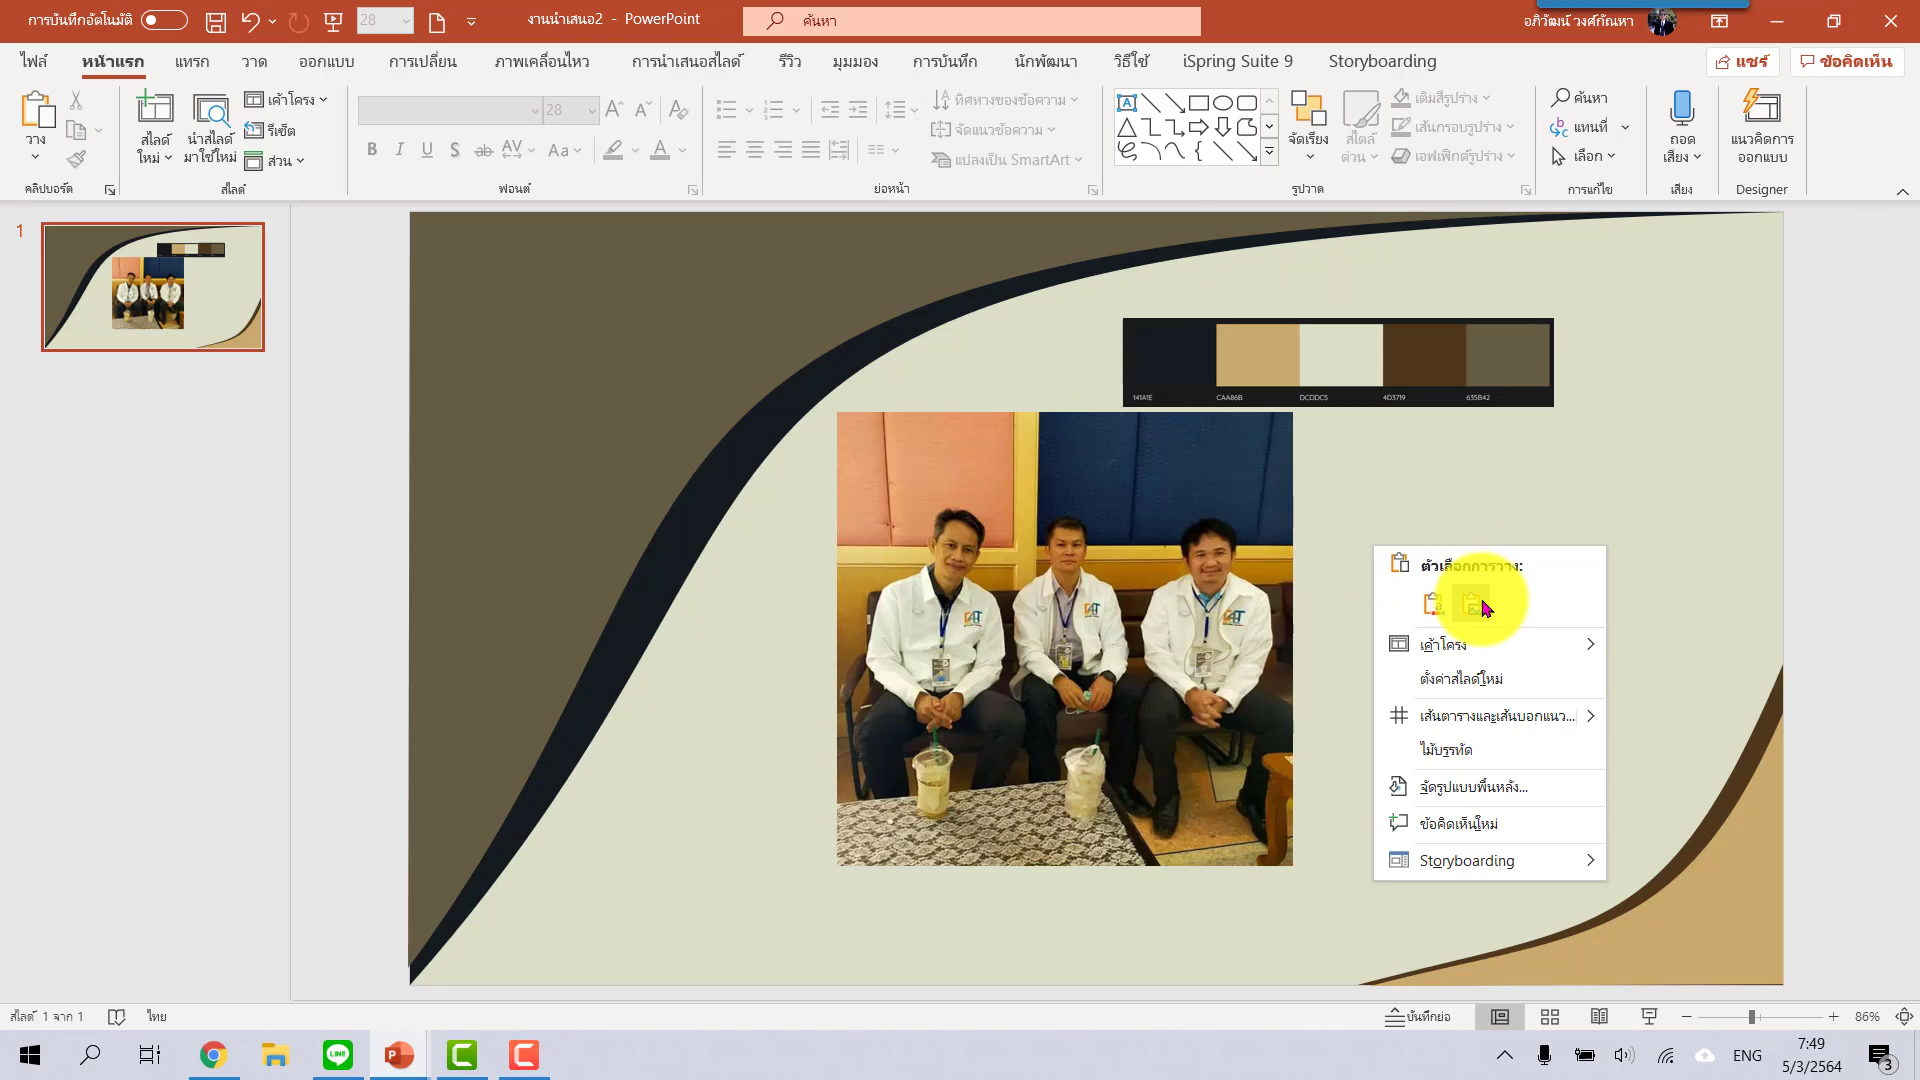 การบันทึกอัตโนมัติ
28
งานนำเสนอ2 - PowerPoint
ค้นหา
อภิวัฒน์ วงศ์กัณหา
ไฟล์ หน้าแรก แทรก วาด ออกแบบ การเปลี่ยน ภาพเคลื่อนไหว การนำเสนอสไลด์ รีวิว มุมมอง การบันทึก นักพัฒนา วิธีใช้ iSpring Suite 9 Storyboarding
แชร์
ข้อคิดเห็น
วาง
คลิปบอร์ด
สไลด์
ใหม่
นำสไลด์
มาใช้ใหม่
เค้าโครง
รีเซ็ต
ส่วน
สไลด์
28
B I U S ab AV Aa A
ฟอนต์
ทิศทางของข้อความ
จัดแนวข้อความ
แปลงเป็น SmartArt
ย่อหน้า
จัดเรียง
สไตล์
ด่วน
เติมสีรูปร่าง
เส้นกรอบรูปร่าง
เอฟเฟ็กต์รูปร่าง
รูปวาด
ค้นหา
แทนที่
เลือก
การแก้ไข
ถอด
เสียง
เสียง
แนวคิดการ
ออกแบบ
Designer
1
141A1E CAA86B DCDDC5 4D3719 635B42
CAT CAT CAT
ตัวเลือกการวาง:
เค้าโครง
ตั้งค่าสไลด์ใหม่
เส้นตารางและเส้นบอกแนว...
ไม้บรรทัด
จัดรูปแบบพื้นหลัง...
ข้อคิดเห็นใหม่
Storyboarding
สไลด์ 1 จาก 1
ไทย
บันทึกย่อ
86%
LINE
ENG
7:49
5/3/2564
3